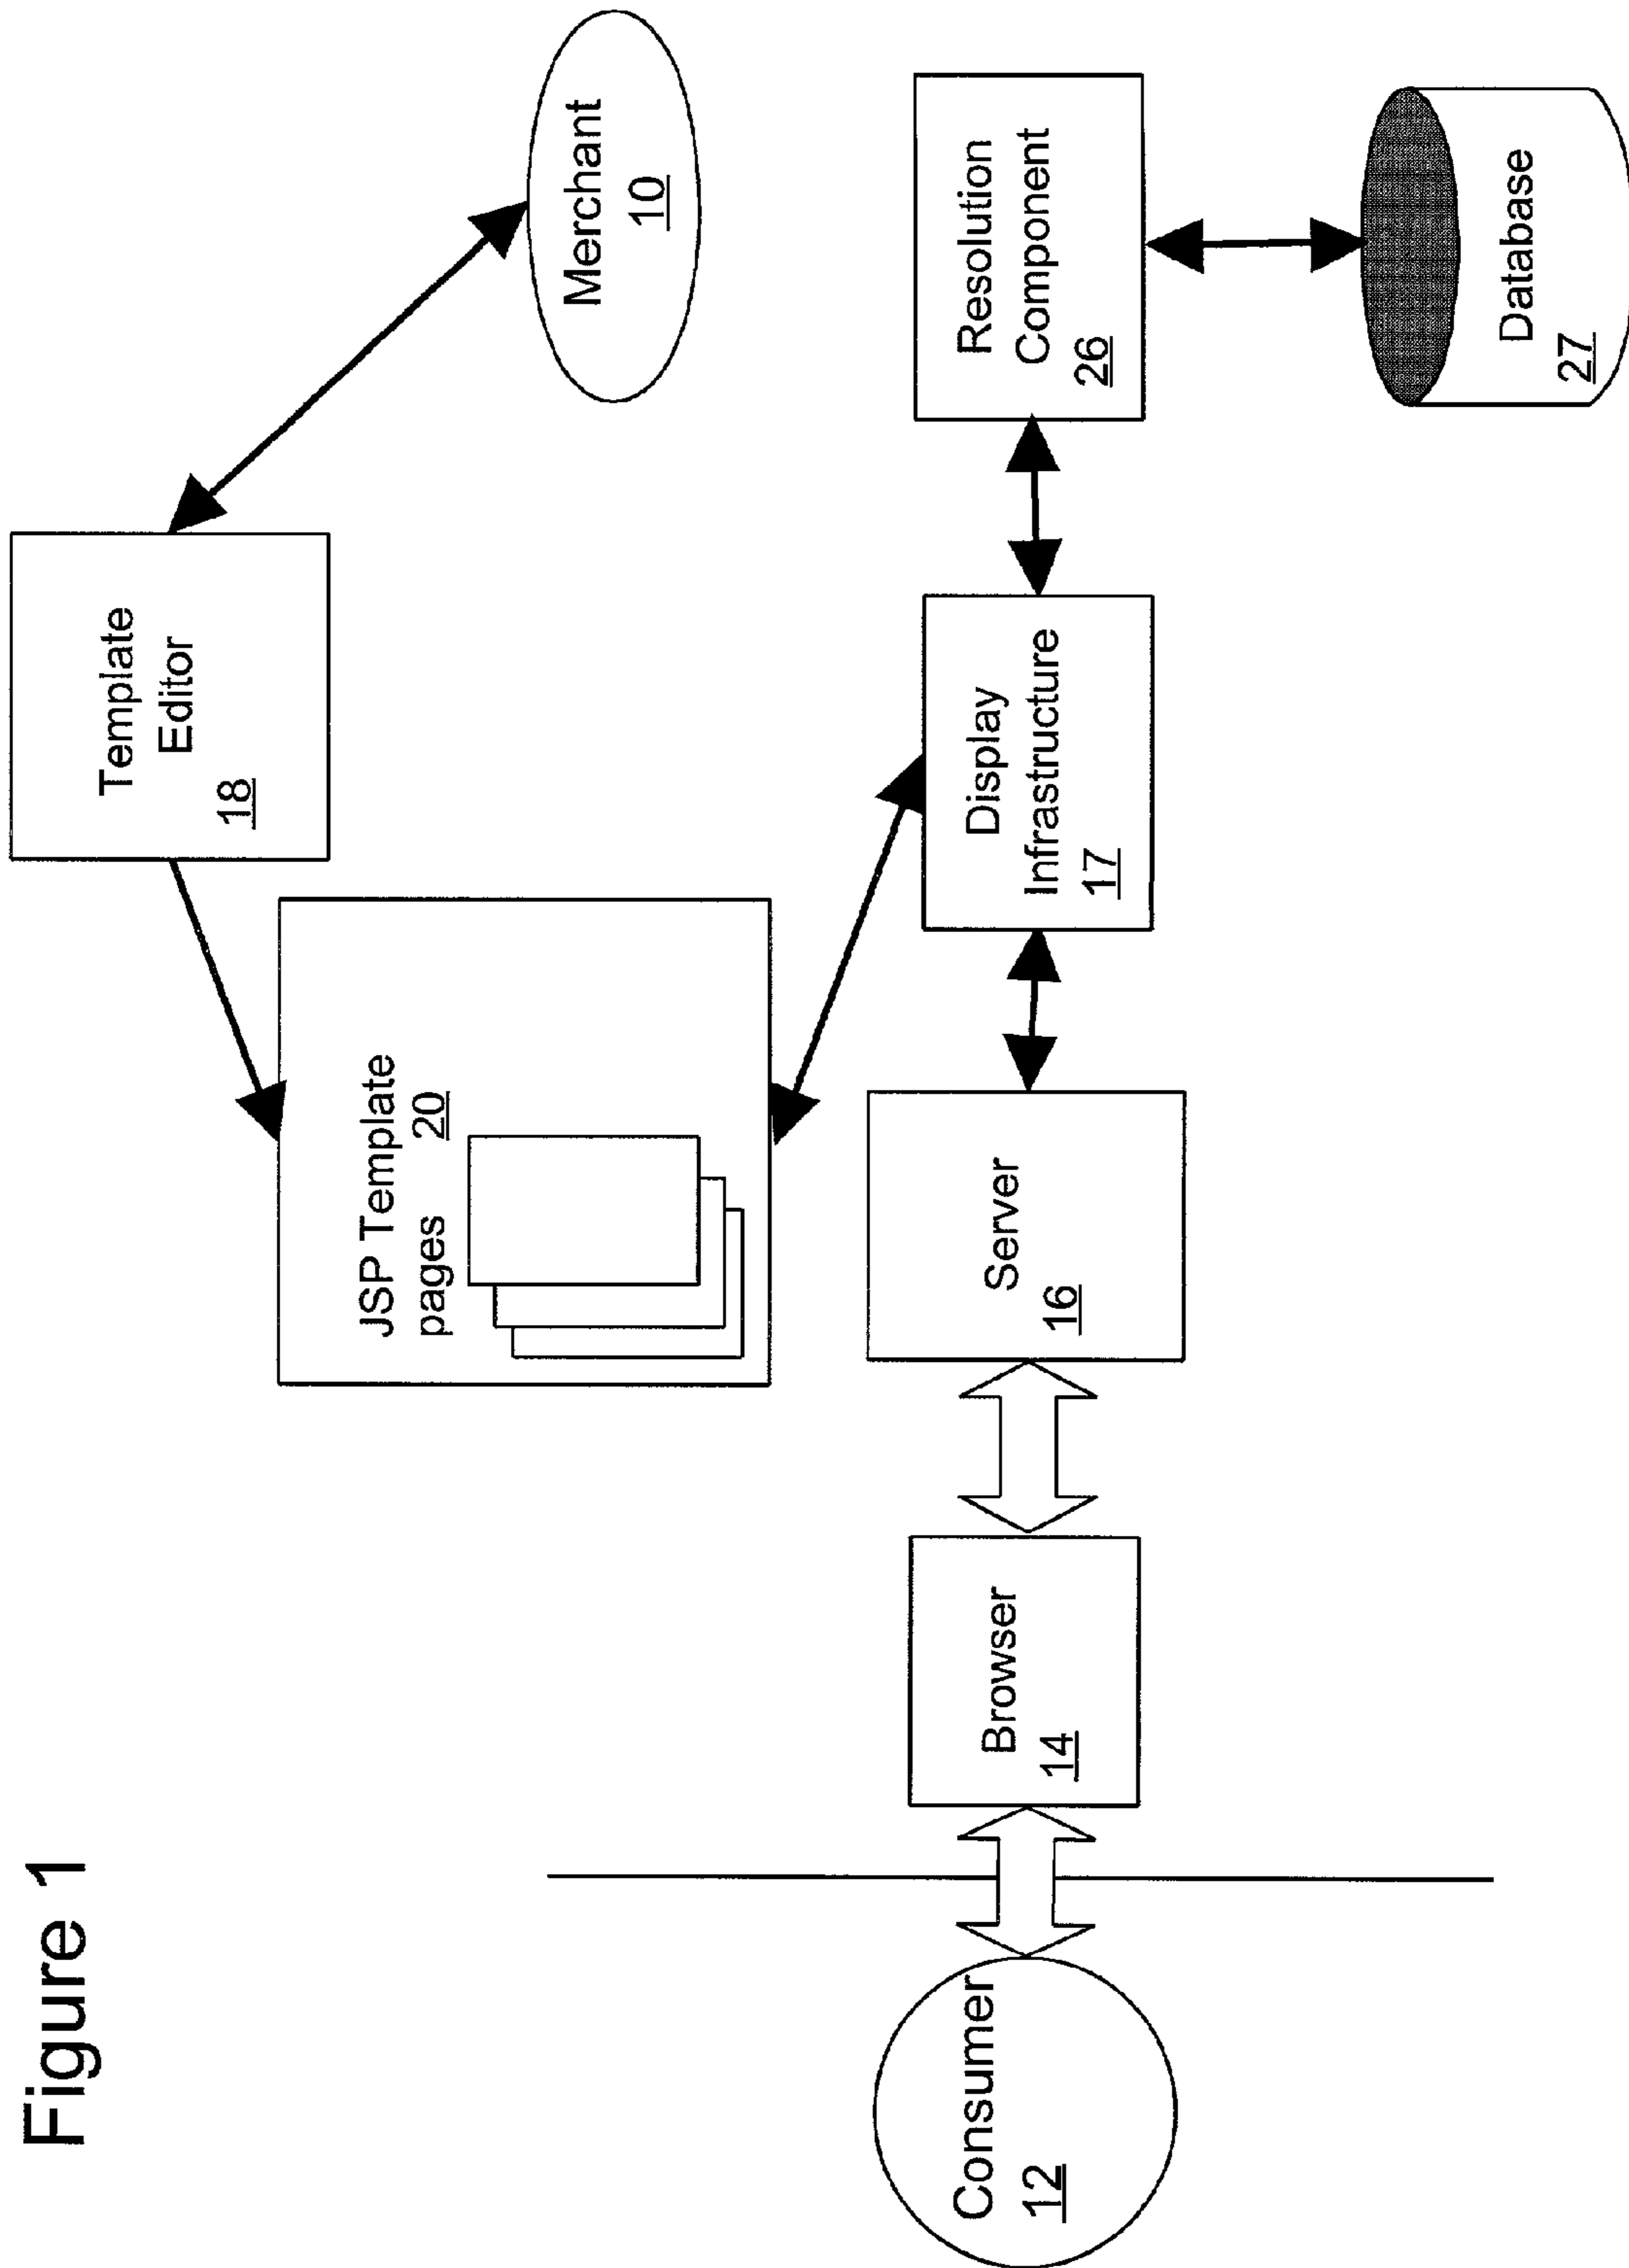 Figure 1
Template
Editor
18
Merchant
10
JSP Template
pages 20
Consumer
12
Browser
14
Server
16
Display
Infrastructure
17
Resolution
Component
26
Database
27